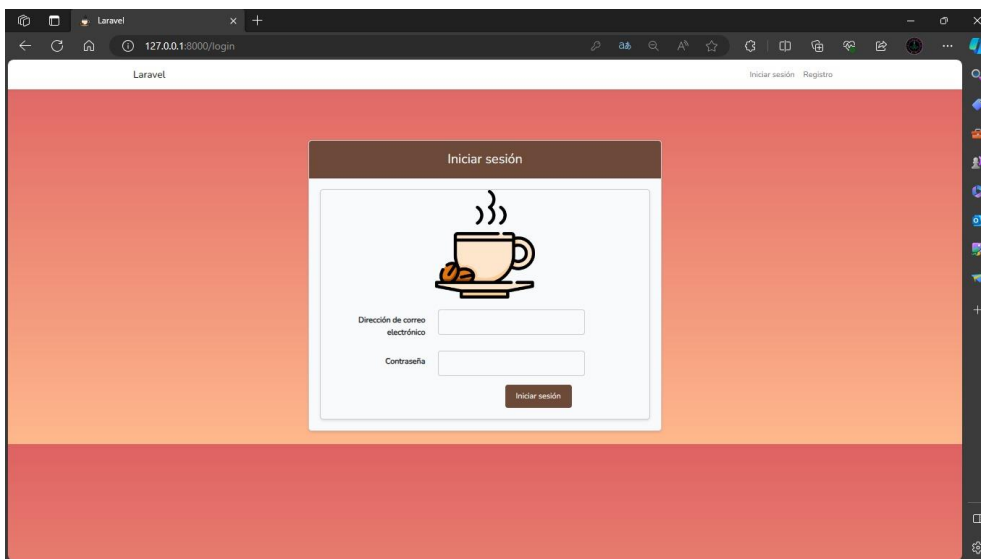 Laravel
127.0.0.1:8000/login
Laravel
Iniciar sesión Registro
Iniciar sesión
Dirección de correo
electrónico
Contraseña
Iniciar sesión